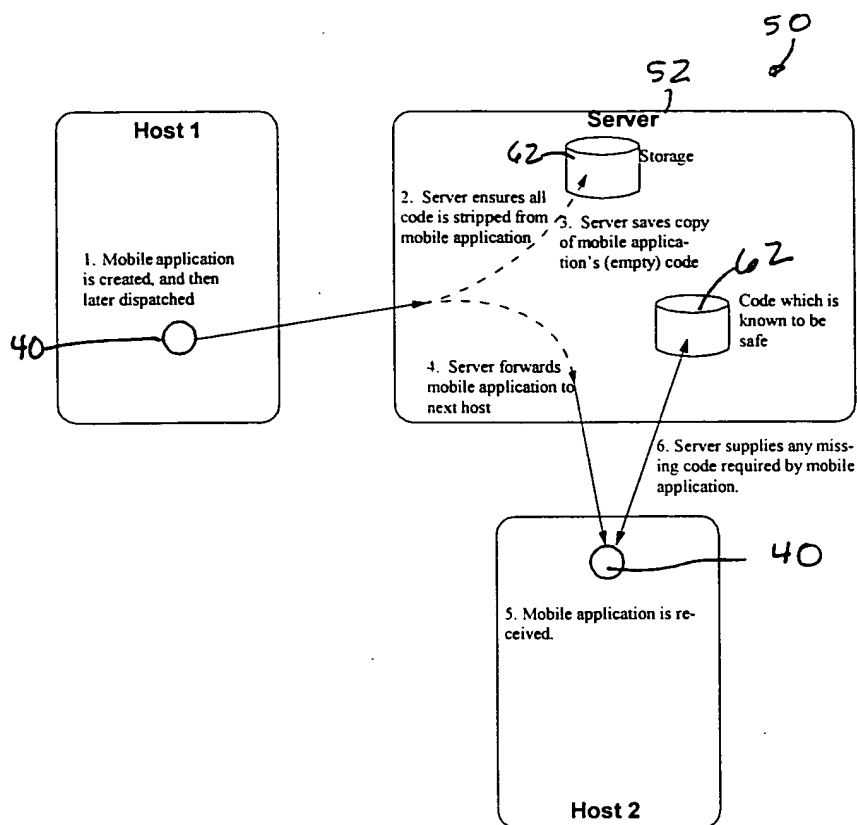 50
52
Host 1
Server
62
Storage
2. Server ensures all
code is stripped from
mobile application
3. Server saves copy
of mobile applica-
tion's (empty) code
1. Mobile application
is created, and then
later dispatched
62
Code which is
known to be
safe
40
4. Server forwards
mobile application to
next host
6. Server supplies any miss-
ing code required by mobile
application.
40
5. Mobile application is re-
ceived.
Host 2